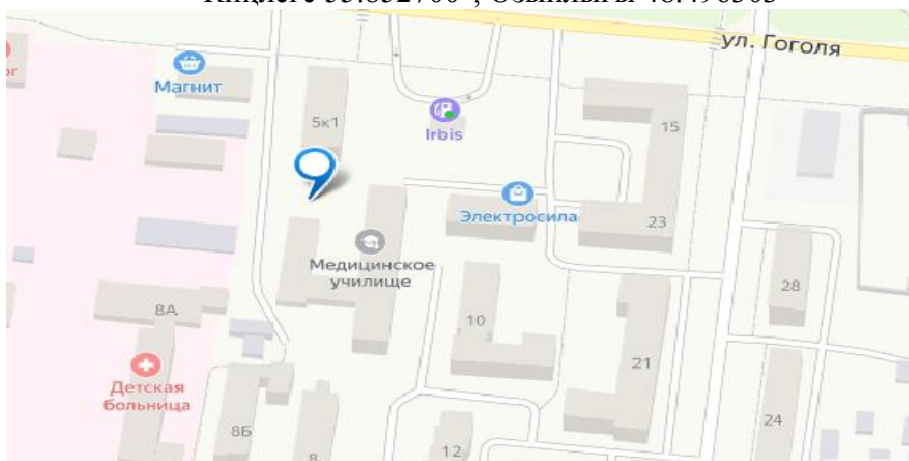 ул. Гоголя
Магнит
5к1
Irbis
15
Электросила
23
Медицинское
училище
28
8А
10
21
Детская
больница
8Б
24
12